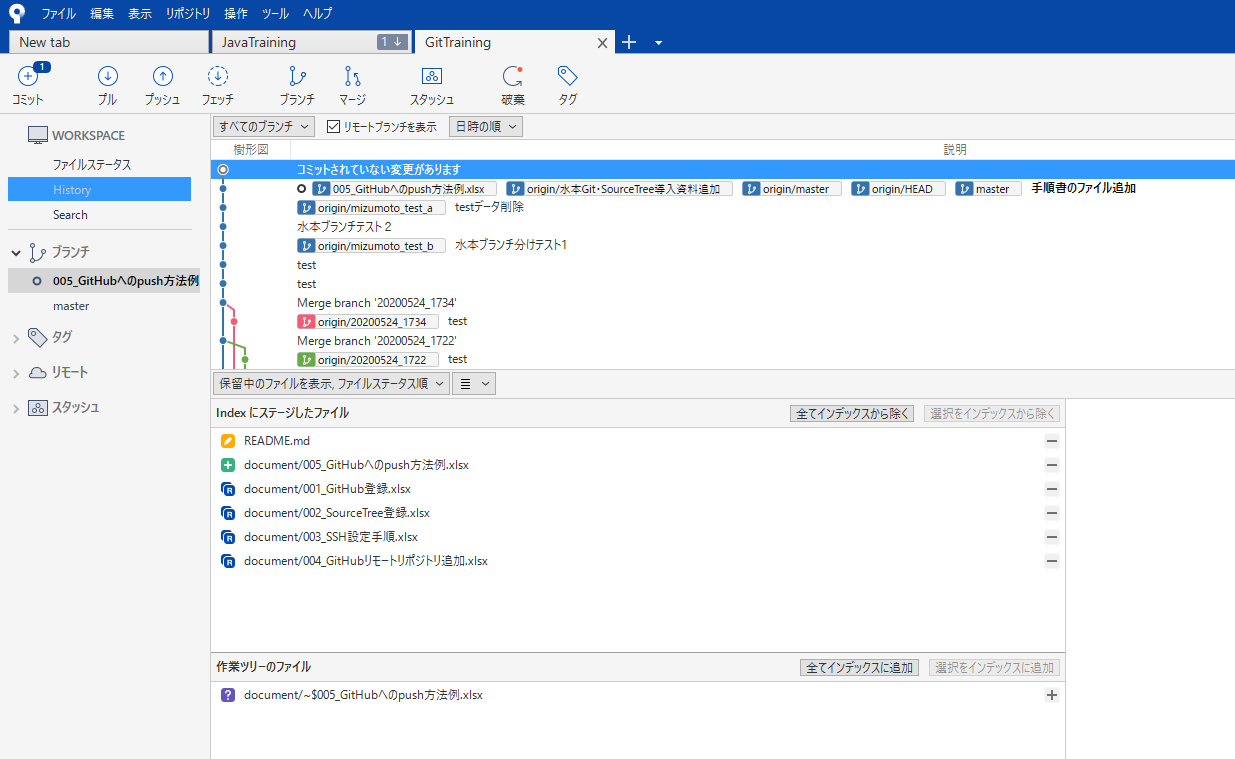 ファイル 編集 表示 リポジトリ 操作 ツール ヘルプ
New tab JavaTraining 1 GitTraining
1
コミット プル プッシュ フェッチ ブランチ マージ スタッシュ 破棄 タグ
WORKSPACE
ファイルステータス
History
Search
ブランチ
005_GitHubへのpush方法例
master
タグ
リモート
スタッシュ
すべてのブランチ リモートブランチを表示 日時の順
樹形図 説明
コミットされていない変更があります
005_GitHubへのpush方法例.xlsx origin/水本Git・SourceTree導入資料追加 origin/master origin/HEAD master 手順書のファイル追加
origin/mizumoto_test_a testデータ削除
水本ブランチテスト２
origin/mizumoto_test_b 水本ブランチ分けテスト1
test
test
Merge branch '20200524_1734'
origin/20200524_1734 test
Merge branch '20200524_1722'
origin/20200524_1722 test
保留中のファイルを表示, ファイルステータス順
Index にステージしたファイル 全てインデックスから除く 選択をインデックスから除く
README.md
document/005_GitHubへのpush方法例.xlsx
R document/001_GitHub登録.xlsx
R document/002_SourceTree登録.xlsx
R document/003_SSH設定手順.xlsx
R document/004_GitHubリモートリポジトリ追加.xlsx
作業ツリーのファイル 全てインデックスに追加 選択をインデックスに追加
? document/~$005_GitHubへのpush方法例.xlsx